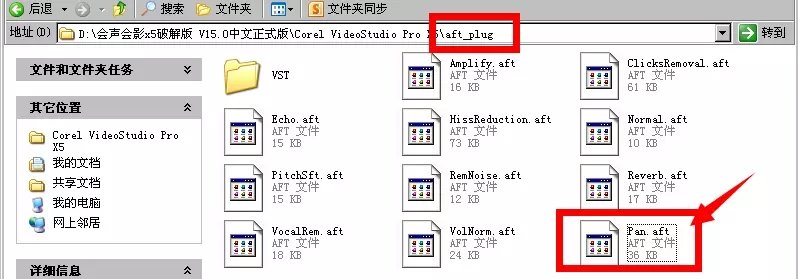 后退 搜索 文件夹 文件夹同步
地址(D) D:\会声会影x5破解版 V15.0中文正式版\Corel VideoStudio Pro X5\aft_plug 转到
文件和文件夹任务
其它位置
Corel VideoStudio Pro
X5
我的文档
共享文档
我的电脑
网上邻居
详细信息
VST
Amplify.aft
AFT 文件
16 KB
ClicksRemoval.aft
AFT 文件
61 KB
Echo.aft
AFT 文件
15 KB
HissReduction.aft
AFT 文件
73 KB
Normal.aft
AFT 文件
10 KB
PitchSft.aft
AFT 文件
15 KB
RemNoise.aft
AFT 文件
12 KB
Reverb.aft
AFT 文件
17 KB
VocalRem.aft
AFT 文件
18 KB
VolNorm.aft
AFT 文件
24 KB
Pan.aft
AFT 文件
36 KB